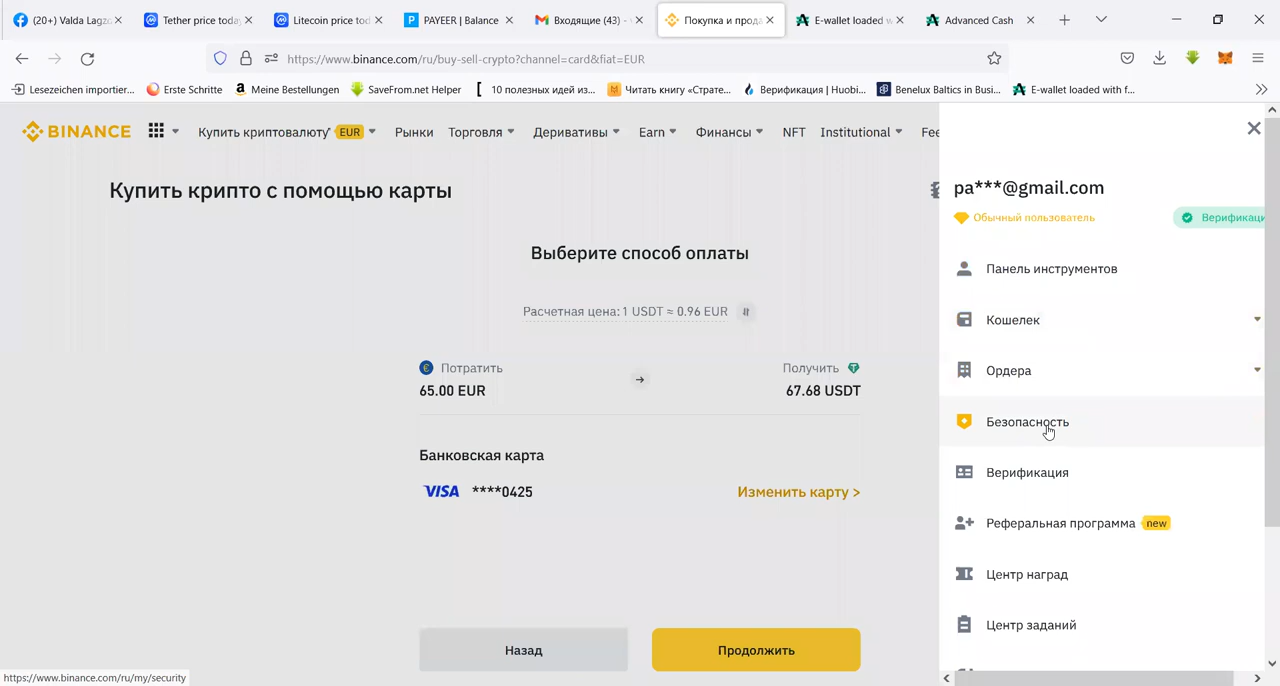 (20+) Valda Lagzo
Tether price today
Litecoin price tod
PAYEER | Balance
Входящие (43) -
Покупка и прода
E-wallet loaded w
Advanced Cash
https://www.binance.com/ru/buy-sell-crypto?channel=card&fiat=EUR
Lesezeichen importier...
Erste Schritte
Meine Bestellungen
SaveFrom.net Helper
10 полезных идей из...
Читать книгу «Страте...
Верификация | Huobi...
Benelux Baltics in Busi...
E-wallet loaded with f...
BINANCE
Купить криптовалюту
EUR
Рынки
Торговля
Деривативы
Earn
Финансы
NFT
Institutional
Fee
Купить крипто с помощью карты
Выберите способ оплаты
Расчетная цена: 1 USDT ≈ 0.96 EUR
Потратить
Получить
65.00 EUR
67.68 USDT
Банковская карта
VISA ****0425
Изменить карту >
Назад
Продолжить
pa***@gmail.com
Обычный пользователь
Верификаци
Панель инструментов
Кошелек
Ордера
Безопасность
Верификация
Реферальная программа new
Центр наград
Центр заданий
https://www.binance.com/ru/my/security